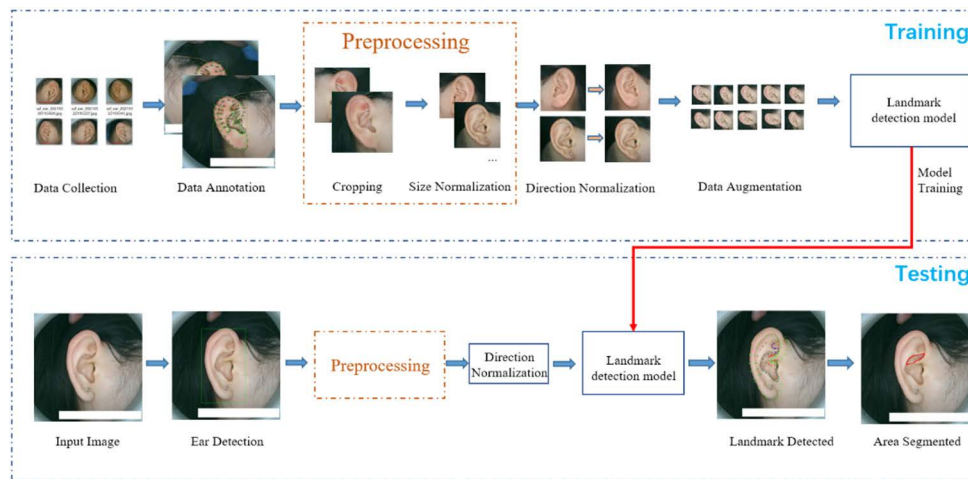 Training
Preprocessing
Data Collection
Data Annotation
Cropping
Size Normalization
...
Direction Normalization
Data Augmentation
Landmark
detection model
Model
Training
Testing
Input Image
Ear Detection
Preprocessing
Direction
Normalization
Landmark
detection model
Landmark Detected
Area Segmented